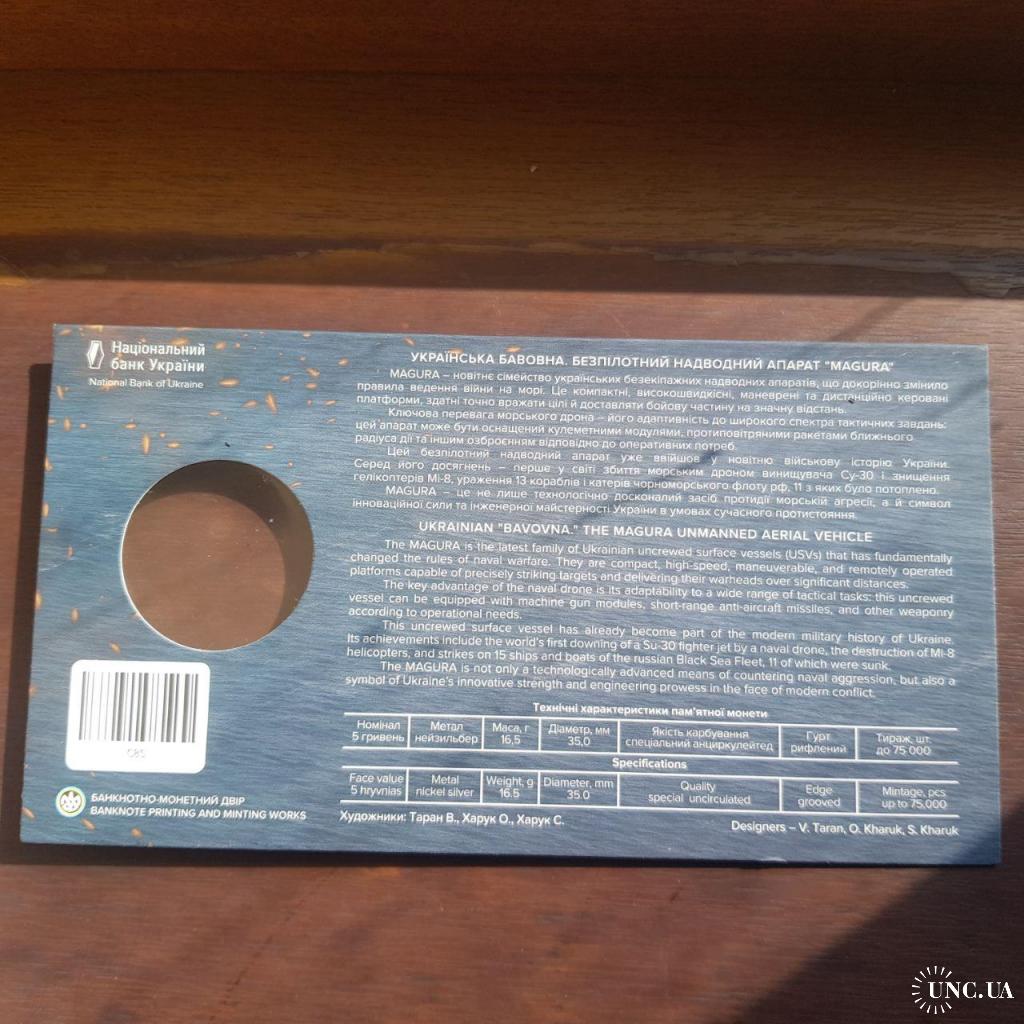 Національний
банк України
National Bank of Ukraine
УКРАЇНСЬКА БАВОВНА. БЕЗПІЛОТНИЙ НАДВОДНИЙ АПАРАТ "MAGURA"
MAGURA – новітнє сімейство українських безекіпажних надводних апаратів, що докорінно змінило
правила ведення війни на морі. Це компактні, високошвидкісні, маневрені та дистанційно керовані
платформи, здатні точно вражати цілі й доставляти бойову частину на значну відстань.
Ключова перевага морського дрона – його адаптивність до широкого спектра тактичних завдань:
цей апарат може бути оснащений кулеметними модулями, протиповітряними ракетами ближнього
радіуса дії та іншим озброєнням відповідно до оперативних потреб.
Цей безпілотний надводний апарат уже ввійшов у новітню військову історію України.
Серед його досягнень – перше у світі збиття морським дроном винищувача Су-30 і знищення
гелікоптерів Мі-8, ураження 13 кораблів і катерів чорноморського флоту рф, 11 з яких було потоплено.
MAGURA – це не лише технологічно досконалий засіб протидії морській агресії, а й символ
інноваційної сили та інженерної майстерності України в умовах сучасного протистояння.
UKRAINIAN "BAVOVNA." THE MAGURA UNMANNED AERIAL VEHICLE
The MAGURA is the latest family of Ukrainian uncrewed surface vessels (USVs) that has fundamentally
changed the rules of naval warfare. They are compact, high-speed, maneuverable, and remotely operated
platforms capable of precisely striking targets and delivering their warheads over significant distances.
The key advantage of the naval drone is its adaptability to a wide range of tactical tasks: this uncrewed
vessel can be equipped with machine gun modules, short-range anti-aircraft missiles, and other weaponry
according to operational needs.
This uncrewed surface vessel has already become part of the modern military history of Ukraine.
Its achievements include the world's first downing of a Su-30 fighter jet by a naval drone, the destruction of Mi-8
helicopters, and strikes on 15 ships and boats of the russian Black Sea Fleet, 11 of which were sunk.
The MAGURA is not only a technologically advanced means of countering naval aggression, but also a
symbol of Ukraine's innovative strength and engineering prowess in the face of modern conflict.
Технічні характеристики пам'ятної монети
Номінал Метал Маса, г Діаметр, мм Якість карбування Гурт Тираж, шт.
5 гривень нейзильбер 16,5 35,0 спеціальний анциркулейтед рифлений до 75 000
Specifications
Face value Metal Weight, g Diameter, mm Quality Edge Mintage, pcs
5 hryvnias nickel silver 16.5 35.0 special uncirculated grooved up to 75,000
Художники: Таран В., Харук О., Харук С.
Designers – V. Taran, O. Kharuk, S. Kharuk
C85
БАНКНОТНО-МОНЕТНИЙ ДВІР
BANKNOTE PRINTING AND MINTING WORKS
UNC.UA